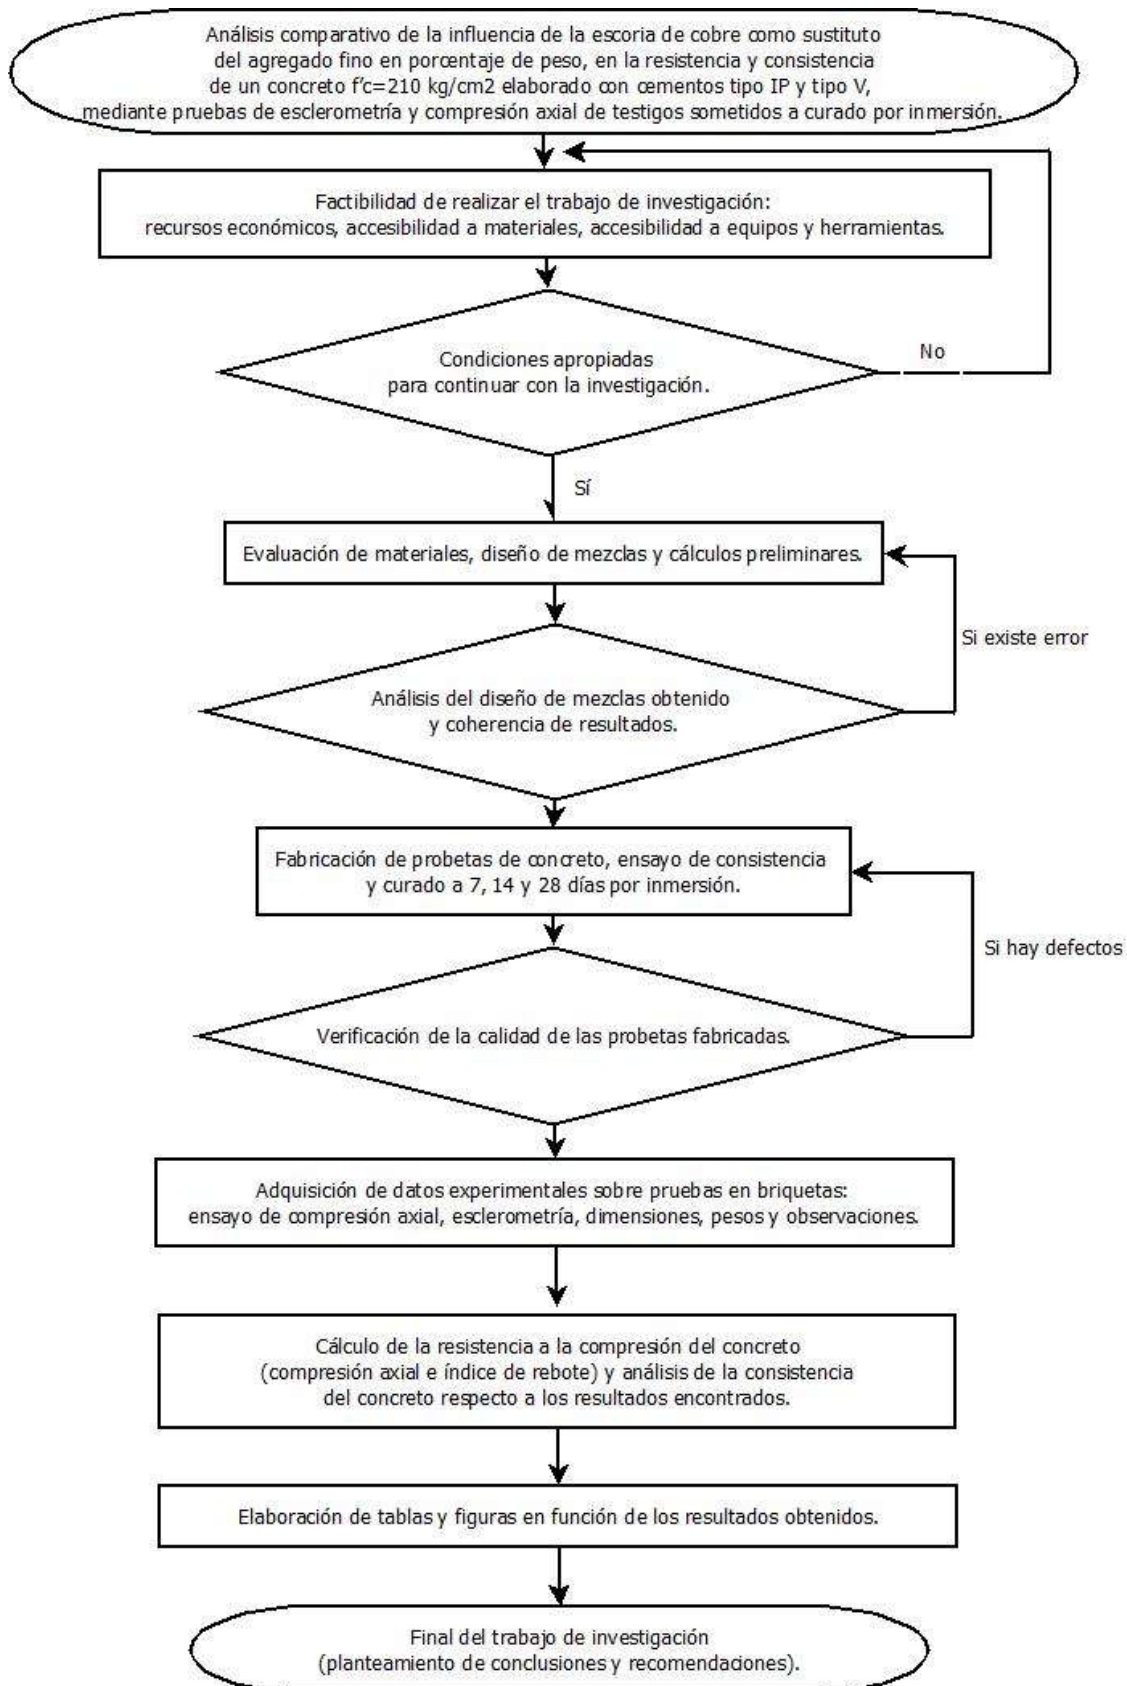 Análisis comparativo de la influencia de la escoria de cobre como sustituto
del agregado fino en porcentaje de peso, en la resistencia y consistencia
de un concreto f'c=210 kg/cm2 elaborado con cementos tipo IP y tipo V,
mediante pruebas de esclerometría y compresión axial de testigos sometidos a curado por inmersión.
Factibilidad de realizar el trabajo de investigación:
recursos económicos, accesibilidad a materiales, accesibilidad a equipos y herramientas.
Condiciones apropiadas
para continuar con la investigación.
No
Sí
Evaluación de materiales, diseño de mezclas y cálculos preliminares.
Si existe error
Análisis del diseño de mezclas obtenido
y coherencia de resultados.
Fabricación de probetas de concreto, ensayo de consistencia
y curado a 7, 14 y 28 días por inmersión.
Si hay defectos
Verificación de la calidad de las probetas fabricadas.
Adquisición de datos experimentales sobre pruebas en briquetas:
ensayo de compresión axial, esclerometría, dimensiones, pesos y observaciones.
Cálculo de la resistencia a la compresión del concreto
(compresión axial e índice de rebote) y análisis de la consistencia
del concreto respecto a los resultados encontrados.
Elaboración de tablas y figuras en función de los resultados obtenidos.
Final del trabajo de investigación
(planteamiento de conclusiones y recomendaciones).